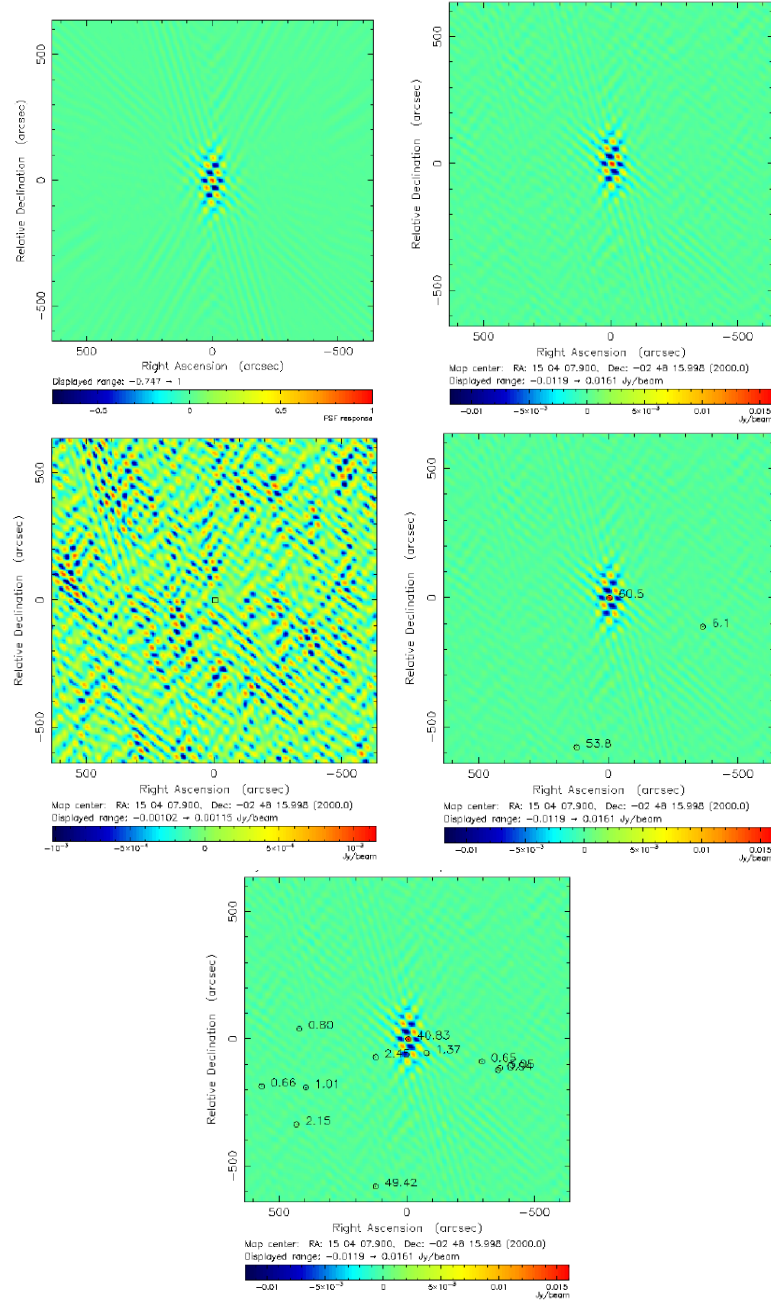 Relative Declination (arcsec)
500
0
−500
500 0 −500
Right Ascension (arcsec)
Displayed range: −0.747 → 1
−0.5 0 0.5 1
PSF response
Relative Declination (arcsec)
500
0
−500
500 0 −500
Right Ascension (arcsec)
Map center: RA: 15 04 07.900, Dec: −02 48 15.998 (2000.0)
Displayed range: −0.0119 → 0.0161 Jy/beam
−0.01 −5×10⁻³ 0 5×10⁻³ 0.01 0.015
Jy/beam
Relative Declination (arcsec)
500
0
−500
500 0 −500
Right Ascension (arcsec)
Map center: RA: 15 04 07.900, Dec: −02 48 15.998 (2000.0)
Displayed range: −0.00102 → 0.00115 Jy/beam
−10⁻³ −5×10⁻⁴ 0 5×10⁻⁴ 10⁻³
Jy/beam
Relative Declination (arcsec)
500
0
−500
60.5
6.1
53.8
500 0 −500
Right Ascension (arcsec)
Map center: RA: 15 04 07.900, Dec: −02 48 15.998 (2000.0)
Displayed range: −0.0119 → 0.0161 Jy/beam
−0.01 −5×10⁻³ 0 5×10⁻³ 0.01 0.015
Jy/beam
Relative Declination (arcsec)
500
0
−500
0.80
40.83
1.37
0.65
0.66
1.01
2.15
49.42
500 0 −500
Right Ascension (arcsec)
Map center: RA: 15 04 07.900, Dec: −02 48 15.998 (2000.0)
Displayed range: −0.0119 → 0.0161 Jy/beam
−0.01 −5×10⁻³ 0 5×10⁻³ 0.01 0.015
Jy/beam